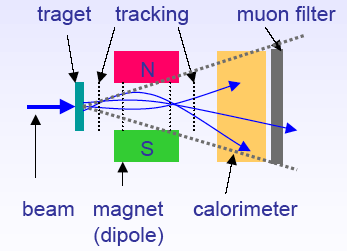 traget tracking muon filter
N
S
beam magnet calorimeter
(dipole)